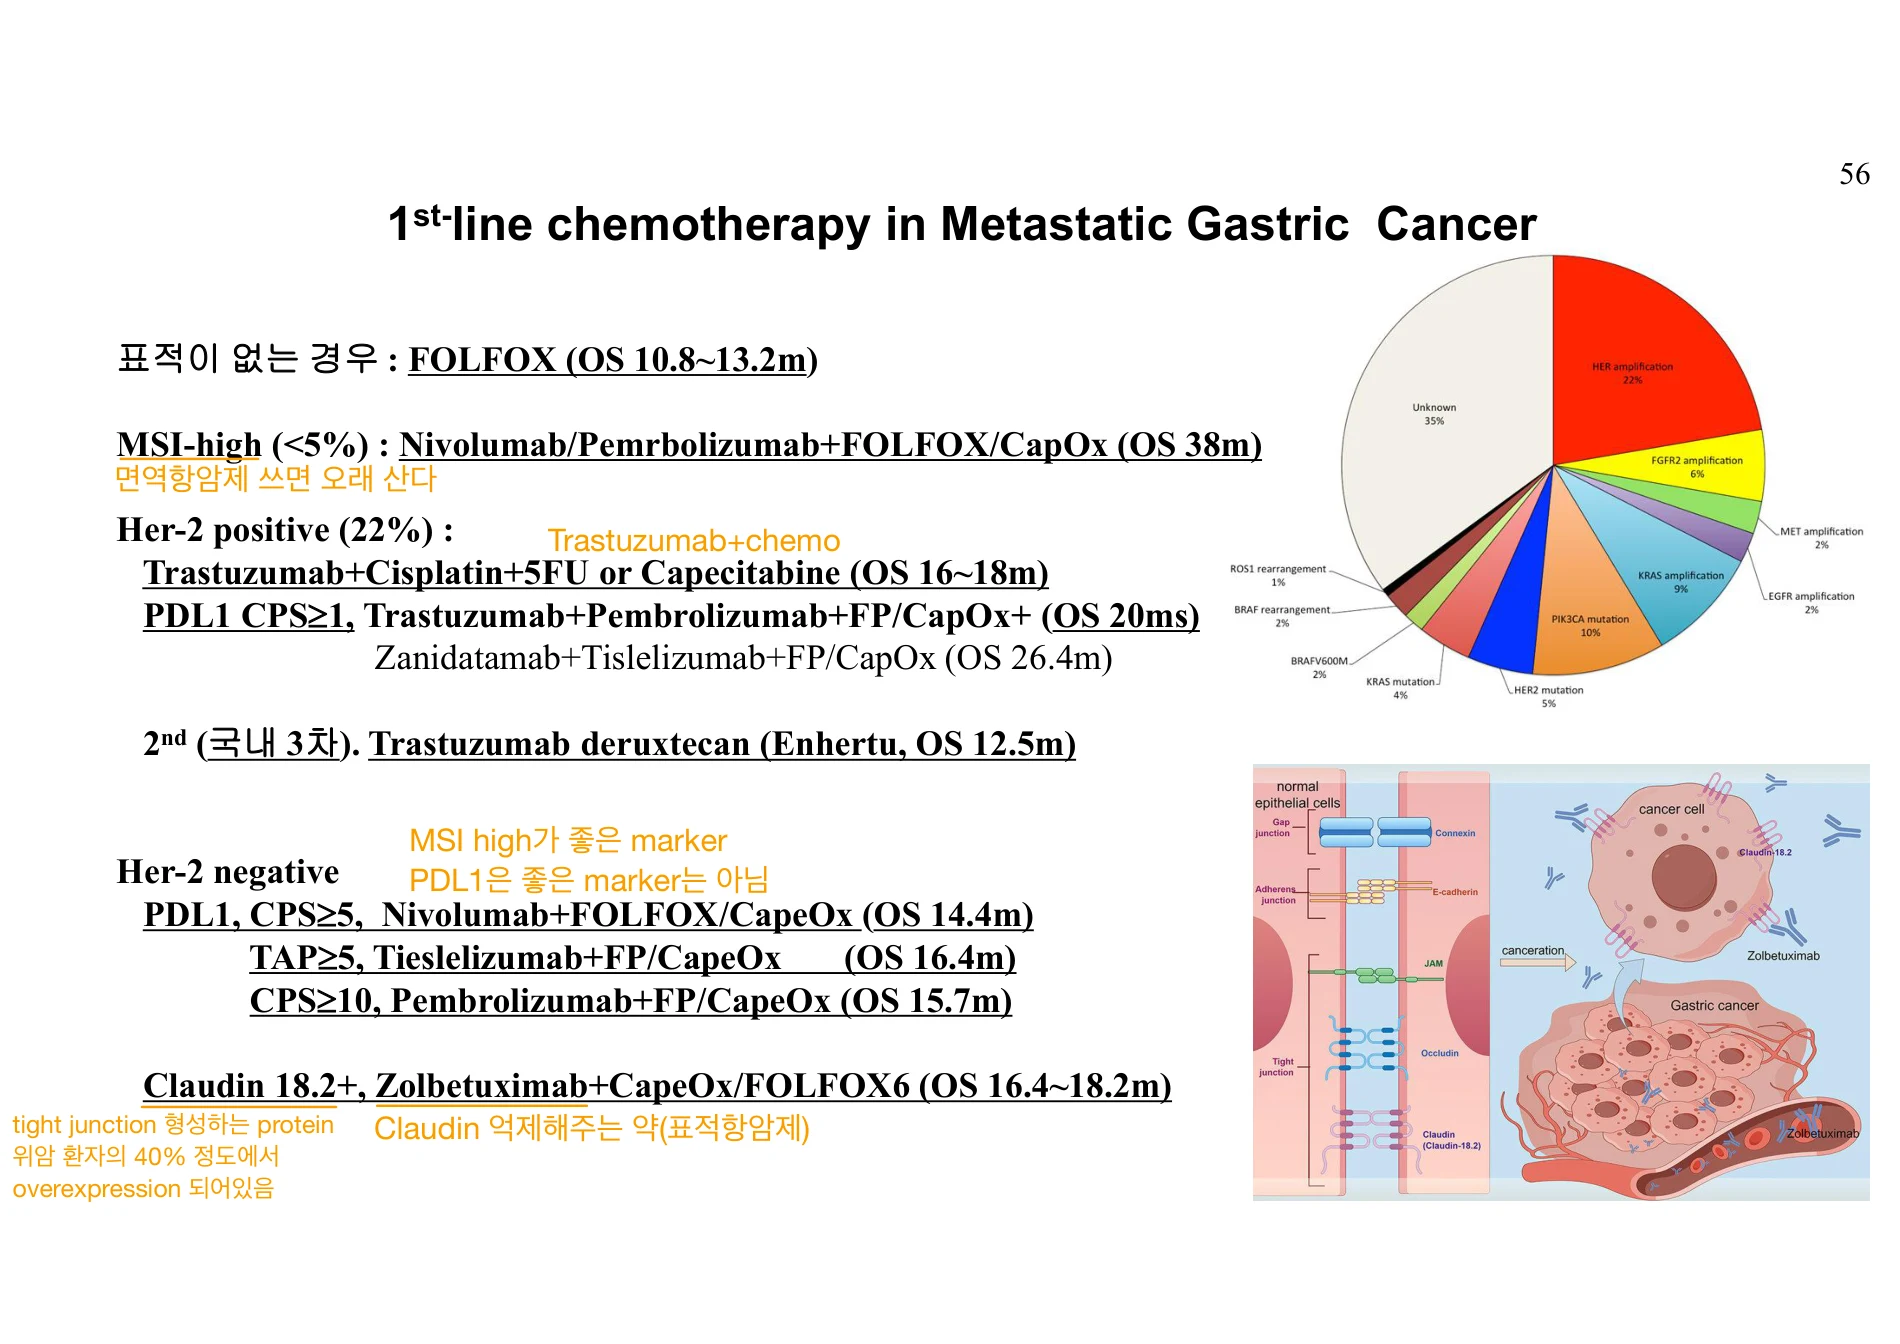 56
1st-line chemotherapy in Metastatic Gastric Cancer
표적이 없는 경우 : FOLFOX (OS 10.8~13.2m)
MSI-high (<5%) : Nivolumab/Pemrbolizumab+FOLFOX/CapOx (OS 38m)
면역항암제 쓰면 오래 산다
Her-2 positive (22%) :
Trastuzumab+chemo
Trastuzumab+Cisplatin+5FU or Capecitabine (OS 16~18m)
PDL1 CPS≥1, Trastuzumab+Pembrolizumab+FP/CapOx+ (OS 20ms)
Zanidatamab+Tislelizumab+FP/CapOx (OS 26.4m)
2nd (국내 3차). Trastuzumab deruxtecan (Enhertu, OS 12.5m)
MSI high가 좋은 marker
PDL1은 좋은 marker는 아님
Her-2 negative
PDL1, CPS≥5, Nivolumab+FOLFOX/CapeOx (OS 14.4m)
TAP≥5, Tieslelizumab+FP/CapeOx (OS 16.4m)
CPS≥10, Pembrolizumab+FP/CapeOx (OS 15.7m)
Claudin 18.2+, Zolbetuximab+CapeOx/FOLFOX6 (OS 16.4~18.2m)
tight junction 형성하는 protein
위암 환자의 40% 정도에서
overexpression 되어있음
Claudin 억제해주는 약(표적항암제)
HER amplification
22%
FGFR2 amplification
6%
MET amplification
2%
EGFR amplification
2%
KRAS amplification
9%
PIK3CA mutation
10%
HER2 mutation
5%
KRAS mutation
4%
BRAFV600M
2%
BRAF rearrangement
2%
ROS1 rearrangement
1%
Unknown
35%
normal
epithelial cells
Gap
junction
Connexin
Adherens
junction
E-cadherin
JAM
Tight
junction
Occludin
Claudin
(Claudin-18.2)
canceration
cancer cell
Claudin-18.2
Zolbetuximab
Gastric cancer
Zolbetuximab